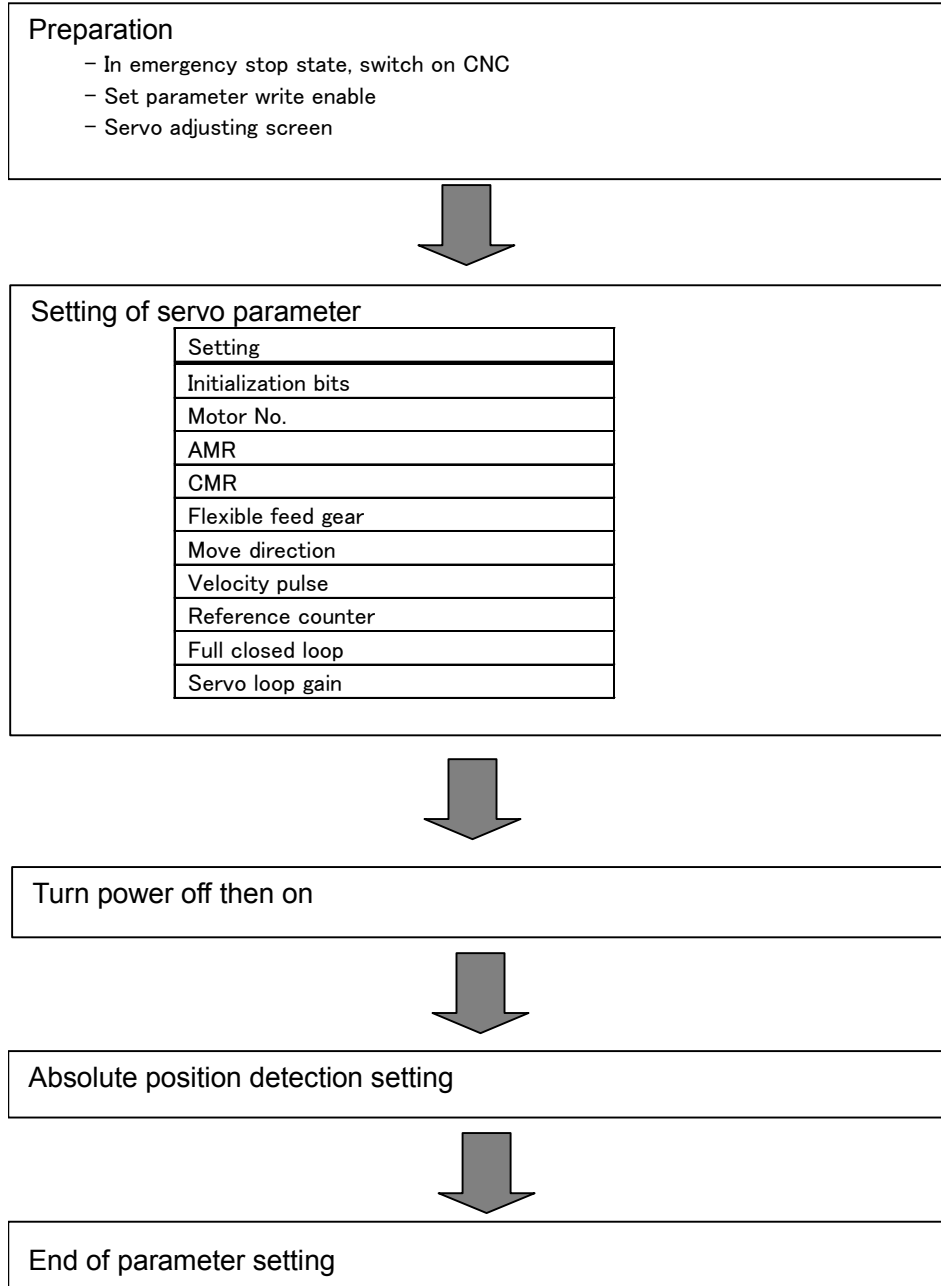 Preparation
- In emergency stop state, switch on CNC
- Set parameter write enable
- Servo adjusting screen
Setting of servo parameter
Setting
Initialization bits
Motor No.
AMR
CMR
Flexible feed gear
Move direction
Velocity pulse
Reference counter
Full closed loop
Servo loop gain
Turn power off then on
Absolute position detection setting
End of parameter setting